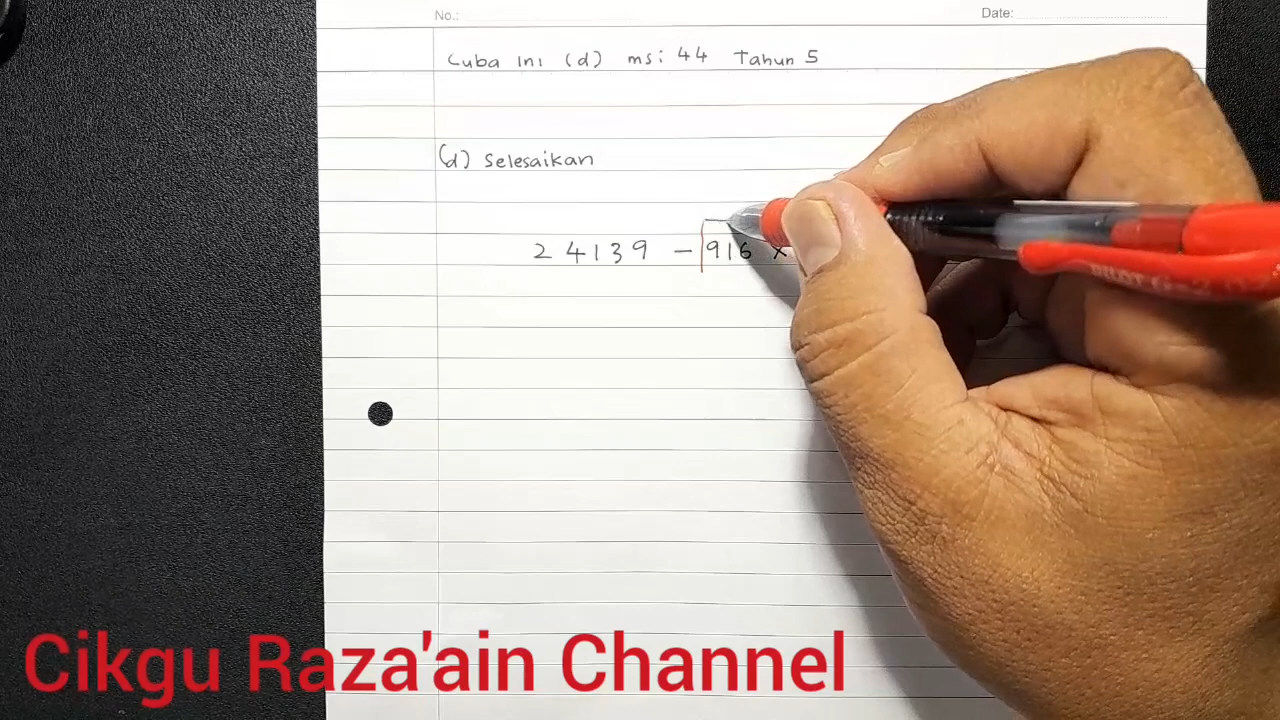 No.: Date:
Cuba Ini (d) ms: 44 Tahun 5
(d) Selesaikan
24139 - 916 ×
Cikgu Raza'ain Channel